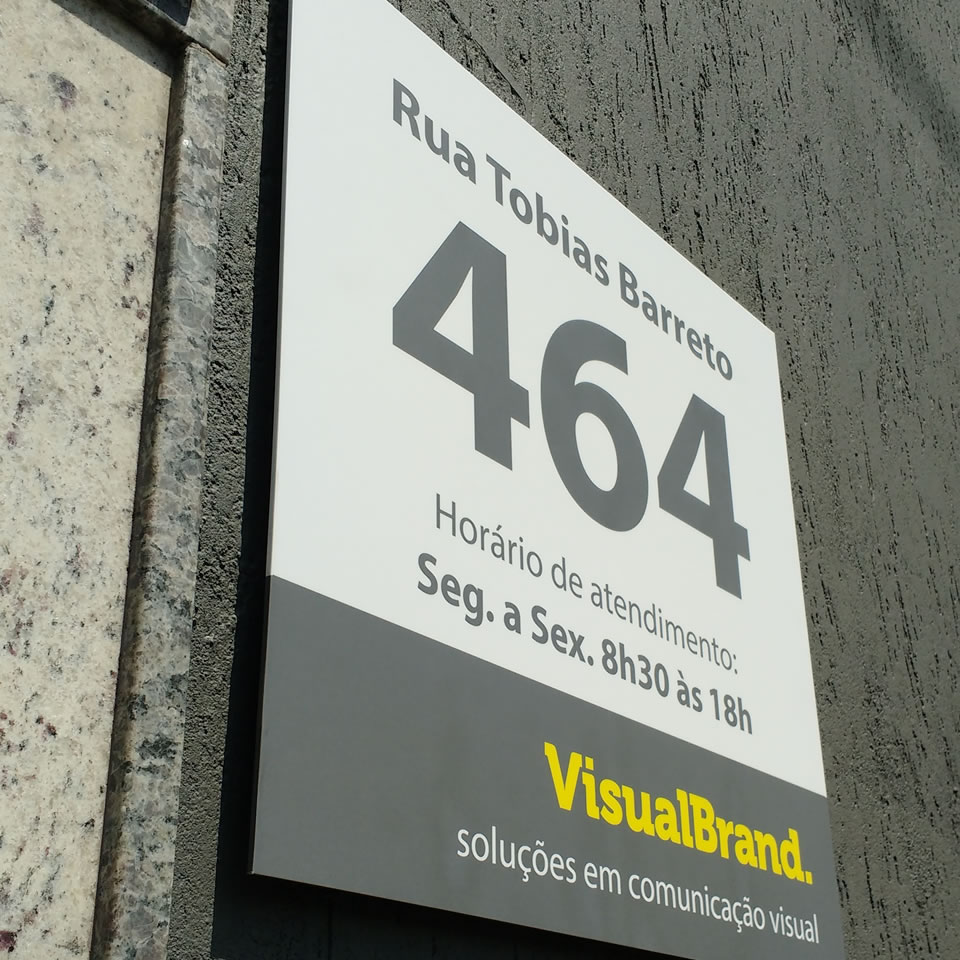 Rua Tobias Barreto
464
Horário de atendimento:
Seg. a Sex. 8h30 às 18h
VisualBrand.
soluções em comunicação visual